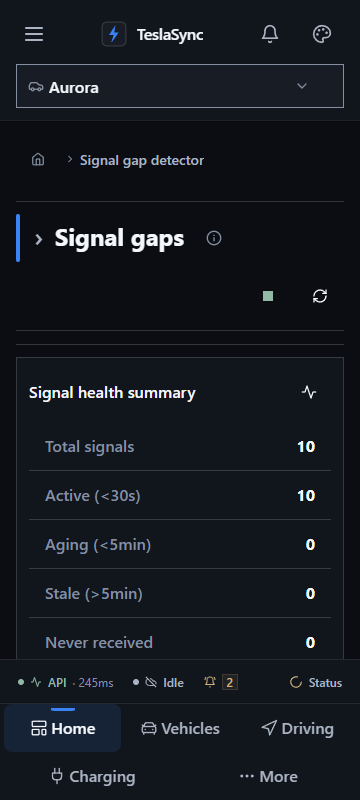 TeslaSync
Aurora
Signal gap detector
Signal gaps
Signal health summary
Total signals 10
Active (<30s) 10
Aging (<5min) 0
Stale (>5min) 0
Never received 0
API · 245ms Idle 2 Status
Home Vehicles Driving
Charging More